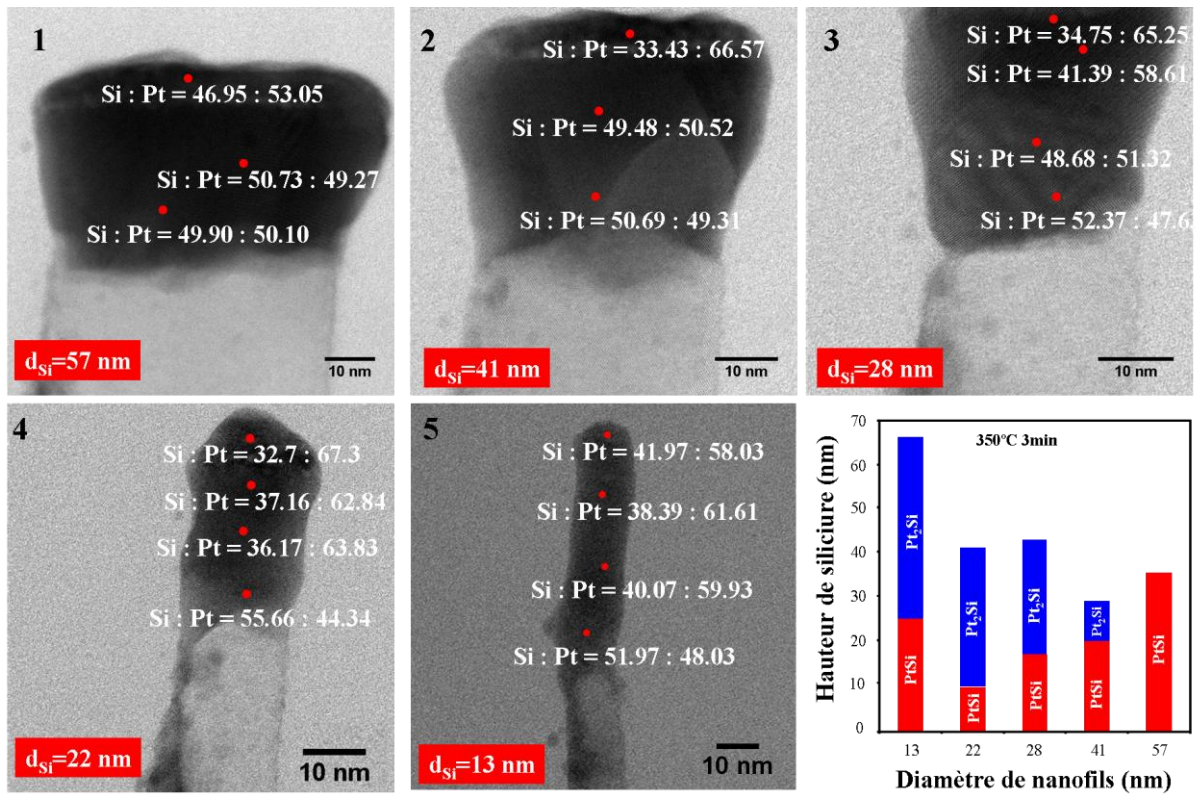 1
Si : Pt = 46.95 : 53.05
Si : Pt = 50.73 : 49.27
Si : Pt = 49.90 : 50.10
dSi=57 nm
10 nm
2
Si : Pt = 33.43 : 66.57
Si : Pt = 49.48 : 50.52
Si : Pt = 50.69 : 49.31
dSi=41 nm
10 nm
3
Si : Pt = 34.75 : 65.25
Si : Pt = 41.39 : 58.61
Si : Pt = 48.68 : 51.32
Si : Pt = 52.37 : 47.6
dSi=28 nm
10 nm
4
Si : Pt = 32.7 : 67.3
Si : Pt = 37.16 : 62.84
Si : Pt = 36.17 : 63.83
Si : Pt = 55.66 : 44.34
dSi=22 nm
10 nm
5
Si : Pt = 41.97 : 58.03
Si : Pt = 38.39 : 61.61
Si : Pt = 40.07 : 59.93
Si : Pt = 51.97 : 48.03
dSi=13 nm
10 nm
350°C 3min
Hauteur de siliciure (nm)
70
60
50
40
30
20
10
0
Pt2Si
PtSi
Pt2Si
PtSi
Pt2Si
PtSi
Pt2Si
PtSi
PtSi
13 22 28 41 57
Diamètre de nanofils (nm)